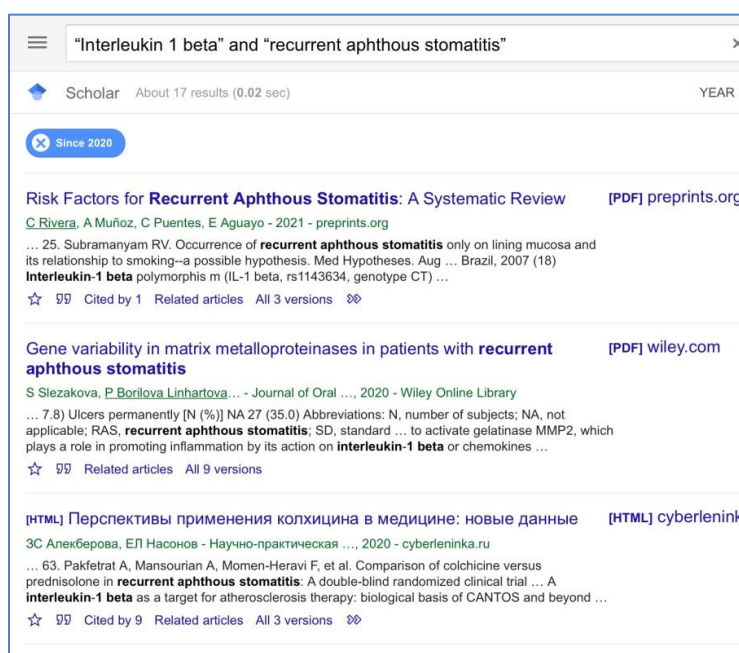 “Interleukin 1 beta” and “recurrent aphthous stomatitis”
Scholar About 17 results (0.02 sec) YEAR
Since 2020
Risk Factors for Recurrent Aphthous Stomatitis: A Systematic Review [PDF] preprints.org
C Rivera, A Muñoz, C Puentes, E Aguayo - 2021 - preprints.org
... 25. Subramanyam RV. Occurrence of recurrent aphthous stomatitis only on lining mucosa and
its relationship to smoking--a possible hypothesis. Med Hypotheses. Aug ... Brazil, 2007 (18)
Interleukin-1 beta polymorphis m (IL-1 beta, rs1143634, genotype CT) ...
Cited by 1 Related articles All 3 versions
Gene variability in matrix metalloproteinases in patients with recurrent [PDF] wiley.com
aphthous stomatitis
S Slezakova, P Borilova Linhartova... - Journal of Oral ..., 2020 - Wiley Online Library
... 7.8) Ulcers permanently [N (%)] NA 27 (35.0) Abbreviations: N, number of subjects; NA, not
applicable; RAS, recurrent aphthous stomatitis; SD, standard ... to activate gelatinase MMP2, which
plays a role in promoting inflammation by its action on interleukin-1 beta or chemokines ...
Related articles All 9 versions
[HTML] Перспективы применения колхицина в медицине: новые данные [HTML] cyberlenink
ЗС Алекберова, ЕЛ Насонов - Научно-практическая ..., 2020 - cyberleninka.ru
... 63. Pakfetrat A, Mansourian A, Momen-Heravi F, et al. Comparison of colchicine versus
prednisolone in recurrent aphthous stomatitis: A double-blind randomized clinical trial ... A
interleukin-1 beta as a target for atherosclerosis therapy: biological basis of CANTOS and beyond ...
Cited by 9 Related articles All 3 versions